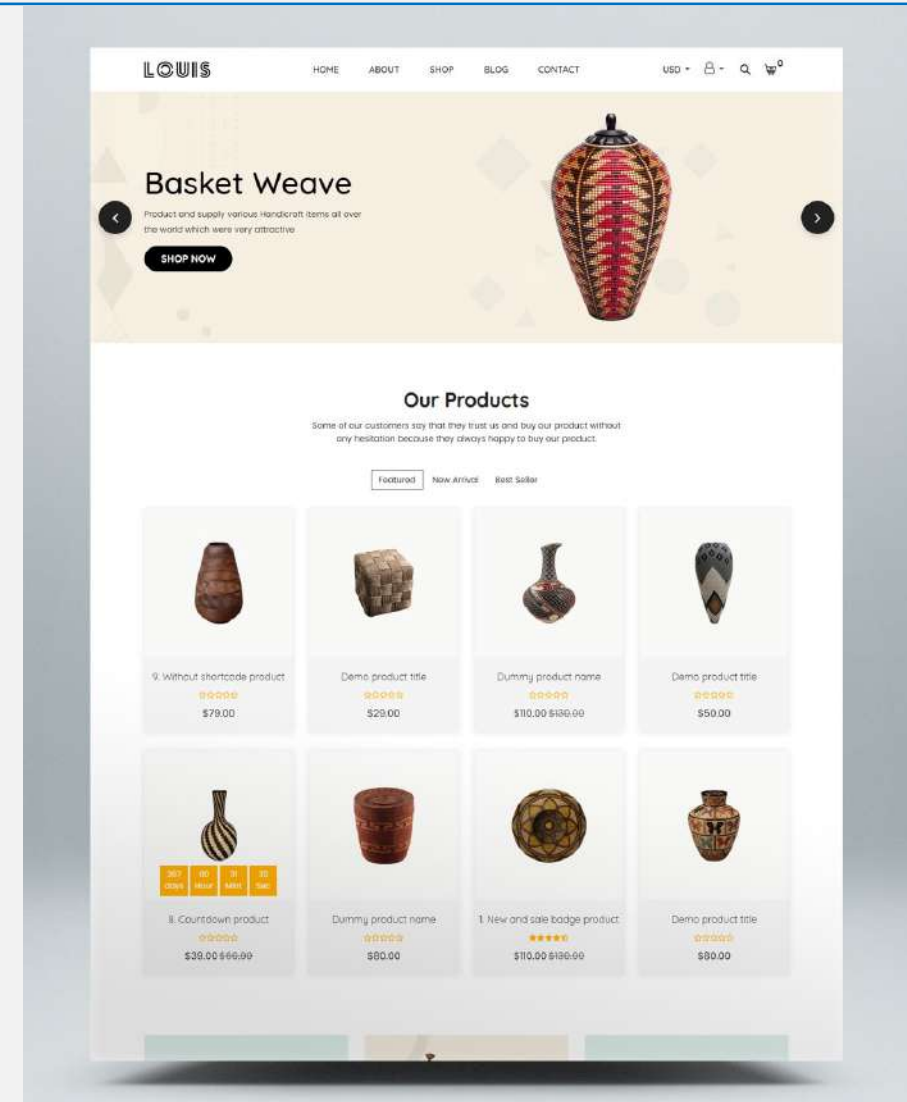 LOUIS
HOME ABOUT SHOP BLOG CONTACT
USD
0
Basket Weave
Product and supply various Handicraft items all over
the world which were very attractive
SHOP NOW
Our Products
Some of our customers say that they trust us and buy our product without
any hesitation because they always happy to buy our product.
Featured New Arrival Best Seller
9. Without shortcode product
$79.00
Demo product title
$29.00
Dummy product name
$110.00 $130.00
Demo product title
$50.00
days Hour Mint Sec
8. Countdown product
$39.00 $60.00
Dummy product name
$80.00
1. New and sale badge product
$110.00 $130.00
Demo product title
$80.00